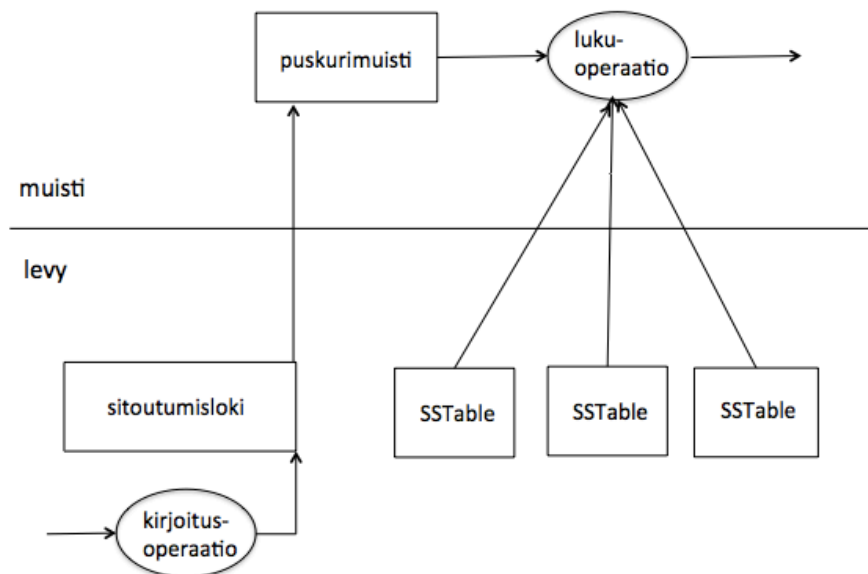 puskurimuisti
luku-
operaatio
muisti
levy
sitoutumisloki
SSTable
SSTable
SSTable
kirjoitus-
operaatio